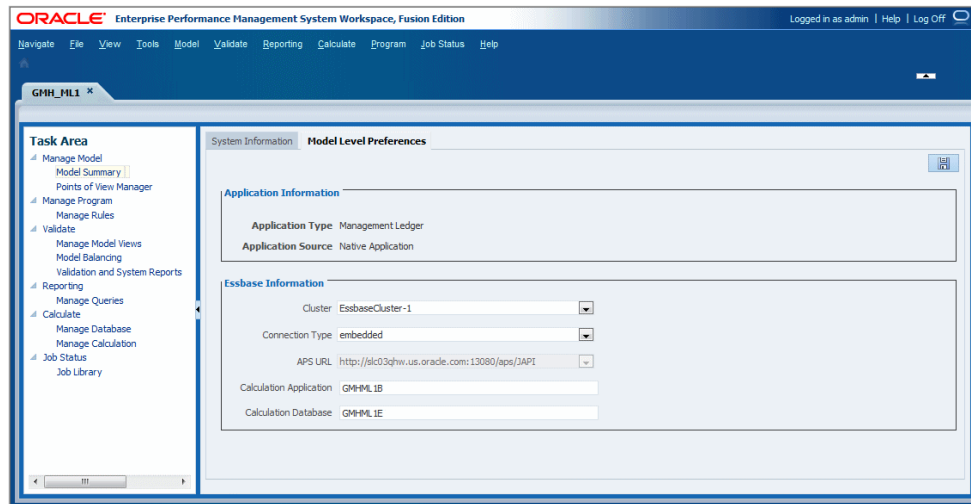 ORACLE® Enterprise Performance Management System Workspace, Fusion Edition Logged in as admin | Help | Log Off
Navigate File View Tools Model Validate Reporting Calculate Program Job Status Help
GMH_ML1 ×
Task Area
Manage Model
Model Summary
Points of View Manager
Manage Program
Manage Rules
Validate
Manage Model Views
Model Balancing
Validation and System Reports
Reporting
Manage Queries
Calculate
Manage Database
Manage Calculation
Job Status
Job Library
System Information Model Level Preferences
Application Information
Application Type Management Ledger
Application Source Native Application
Essbase Information
Cluster EssbaseCluster-1
Connection Type embedded
APS URL http://slc03qhw.us.oracle.com:13080/aps/JAPI
Calculation Application GMHML1B
Calculation Database GMHML1E